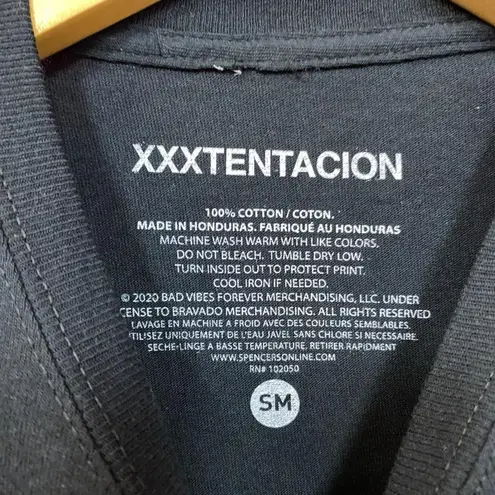 XXXTENTACION
100% COTTON / COTON.
MADE IN HONDURAS. FABRIQUÉ AU HONDURAS
MACHINE WASH WARM WITH LIKE COLORS.
DO NOT BLEACH. TUMBLE DRY LOW.
TURN INSIDE OUT TO PROTECT PRINT.
COOL IRON IF NEEDED.
© 2020 BAD VIBES FOREVER MERCHANDISING, LLC. UNDER
CENSE TO BRAVADO MERCHANDISING. ALL RIGHTS RESERVED
LAVAGE EN MACHINE A FROID AVEC DES COULEURS SEMBLABLES.
TILISEZ UNIQUEMENT DE L'EAU JAVEL SANS CHLORE SI NECESSAIRE.
SECHE-LINGE A BASSE TEMPERATURE. RETIRER RAPIDMENT
WWW.SPENCERSONLINE.COM
RN# 102050
SM